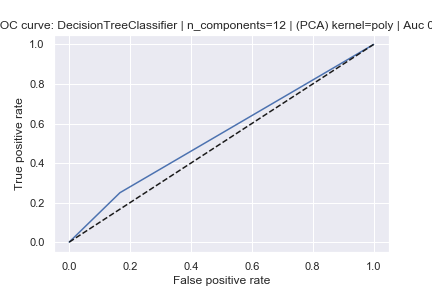 OC curve: DecisionTreeClassifier | n_components=12 | (PCA) kernel=poly | Auc 0
1.0
0.8
0.6
0.4
0.2
0.0
True positive rate
0.0 0.2 0.4 0.6 0.8 1.0
False positive rate